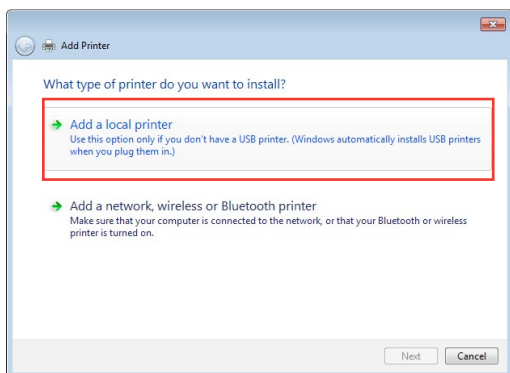 Add Printer
What type of printer do you want to install?
Add a local printer
Use this option only if you don't have a USB printer. (Windows automatically installs USB printers
when you plug them in.)
Add a network, wireless or Bluetooth printer
Make sure that your computer is connected to the network, or that your Bluetooth or wireless
printer is turned on.
Next Cancel